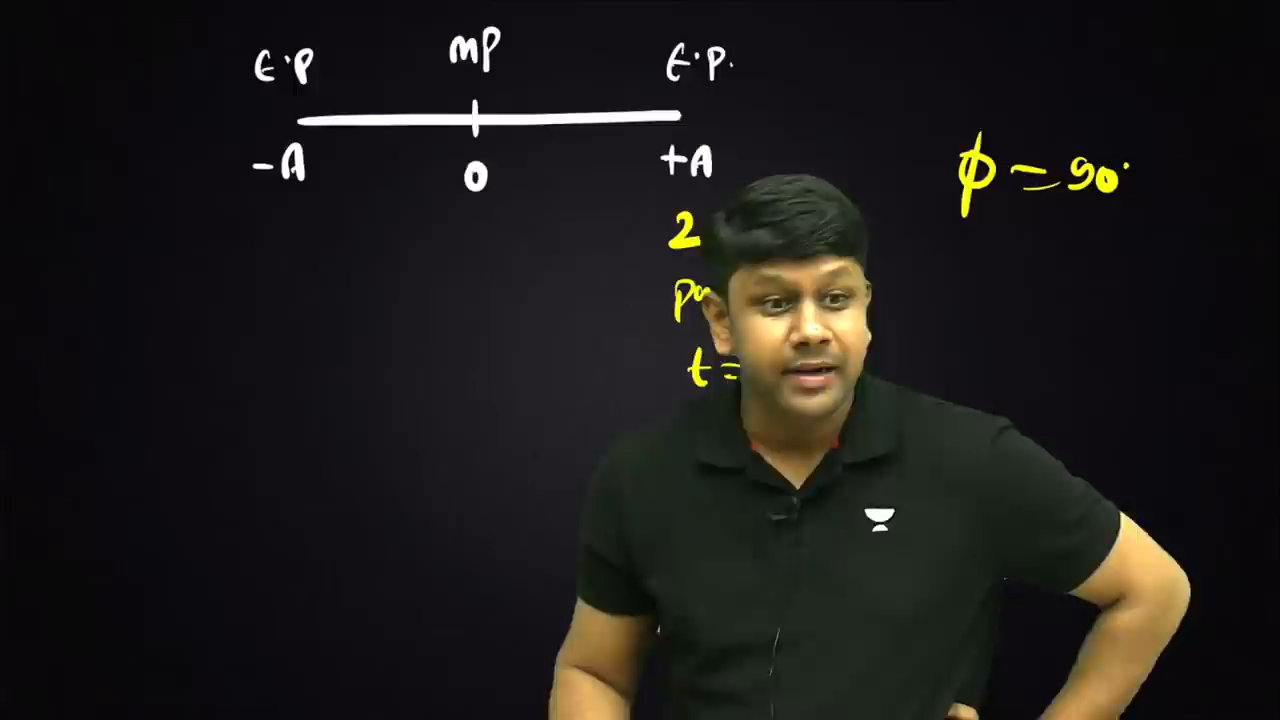 E.P MP E.P.
-A 0 +A
ϕ = 90°
2
t =